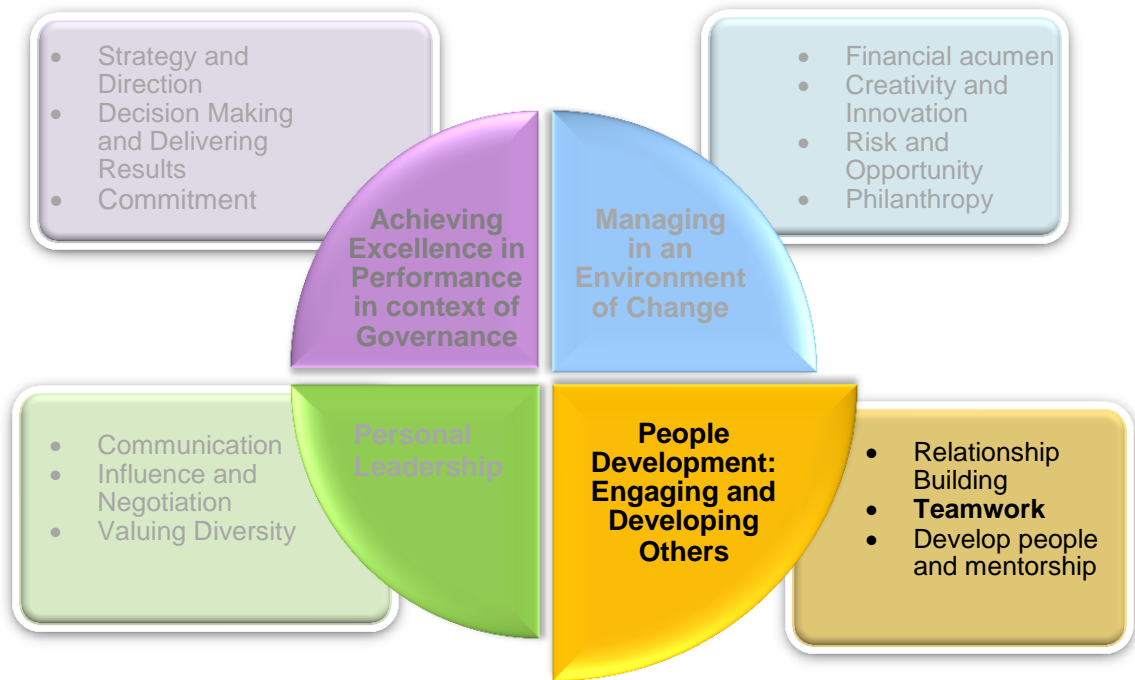 • Strategy and
Direction
• Decision Making
and Delivering
Results
• Commitment
• Financial acumen
• Creativity and
Innovation
• Risk and
Opportunity
• Philanthropy
Achieving
Excellence in
Performance
in context of
Governance
Managing
in an
Environment
of Change
• Communication
• Influence and
Negotiation
• Valuing Diversity
Personal
Leadership
People
Development:
Engaging and
Developing
Others
• Relationship
Building
• Teamwork
• Develop people
and mentorship